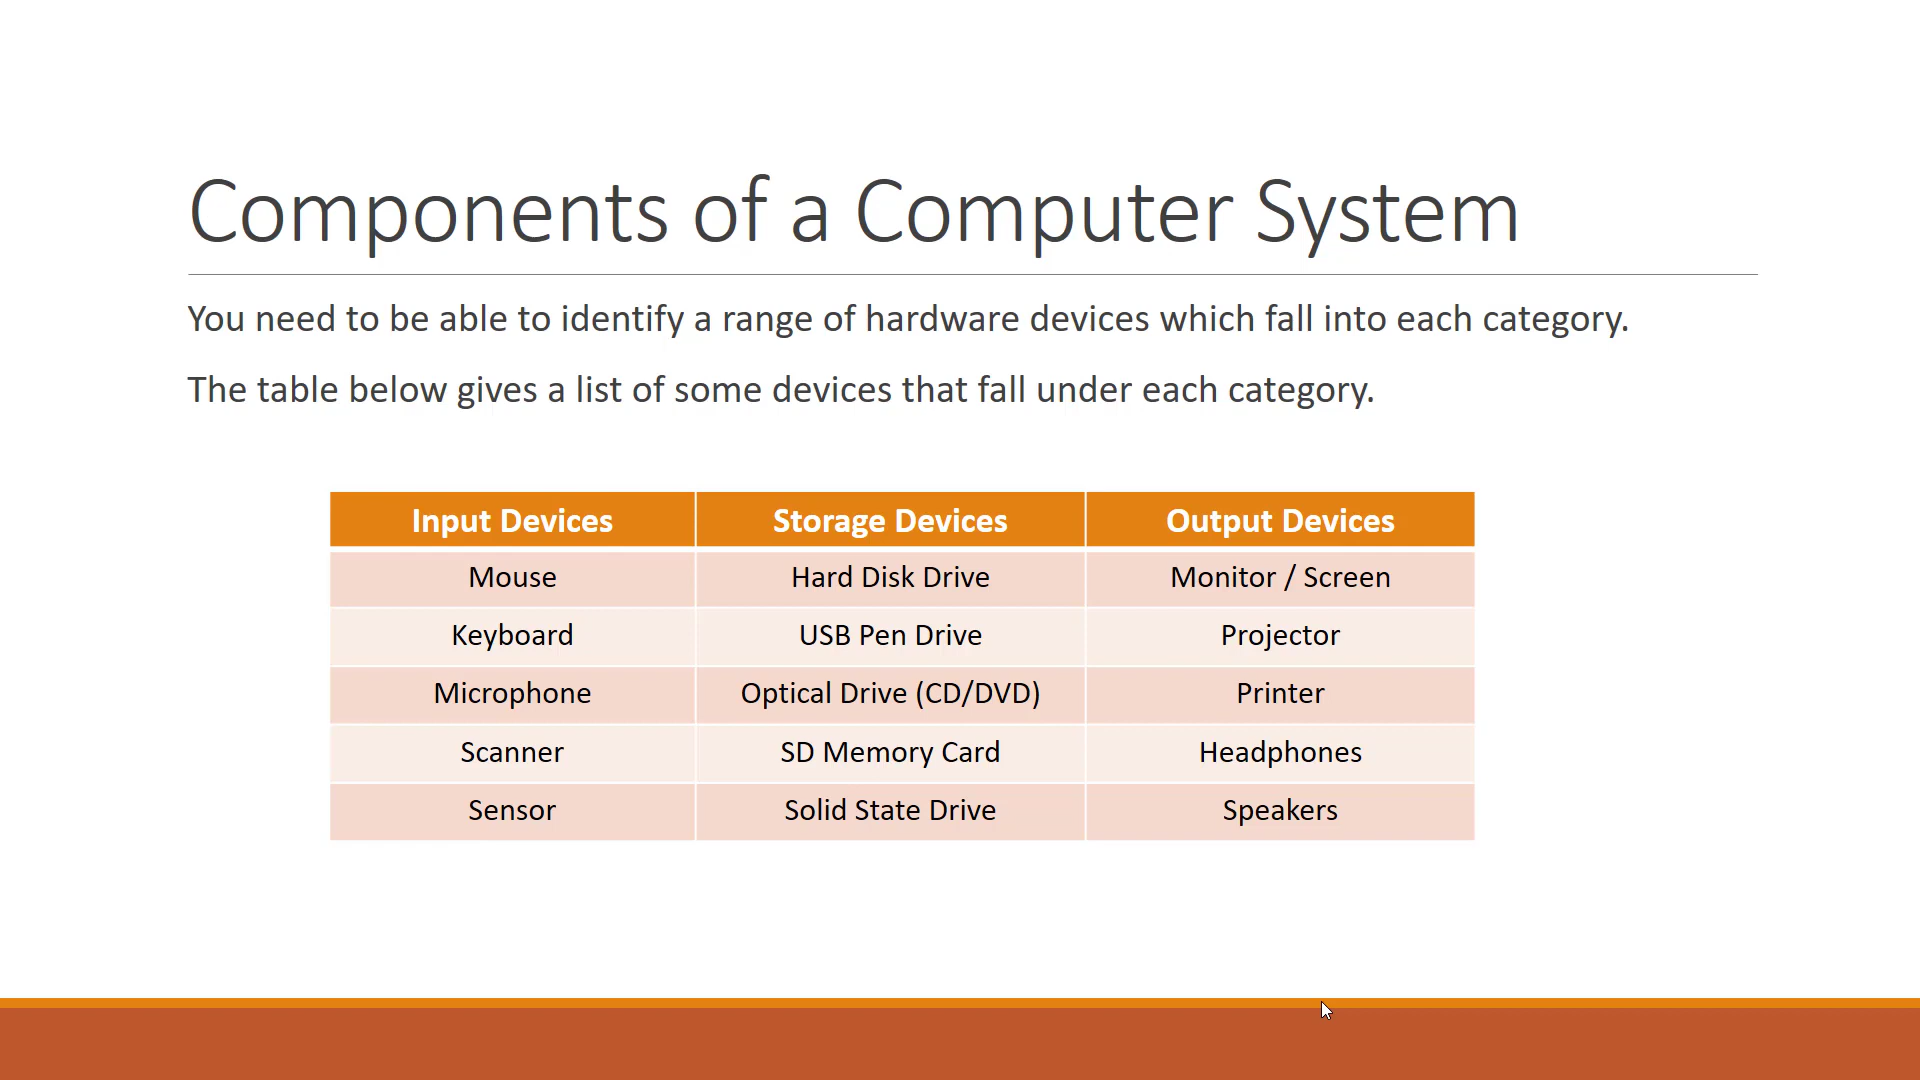 Components of a Computer System
You need to be able to identify a range of hardware devices which fall into each category.
The table below gives a list of some devices that fall under each category.
Input Devices Storage Devices Output Devices
Mouse Hard Disk Drive Monitor / Screen
Keyboard USB Pen Drive Projector
Microphone Optical Drive (CD/DVD) Printer
Scanner SD Memory Card Headphones
Sensor Solid State Drive Speakers